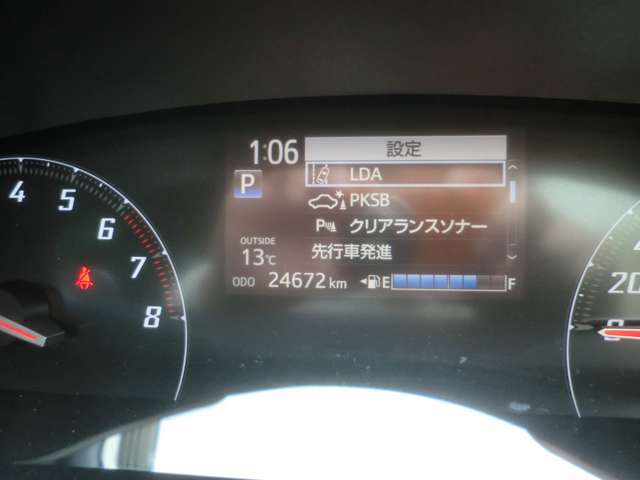 1:06
設定
P
LDA
PKSB
P クリアランスソナー
先行車発進
OUTSIDE
13℃
ODO 24672 km
E F
4 5 6 7 8
20
0